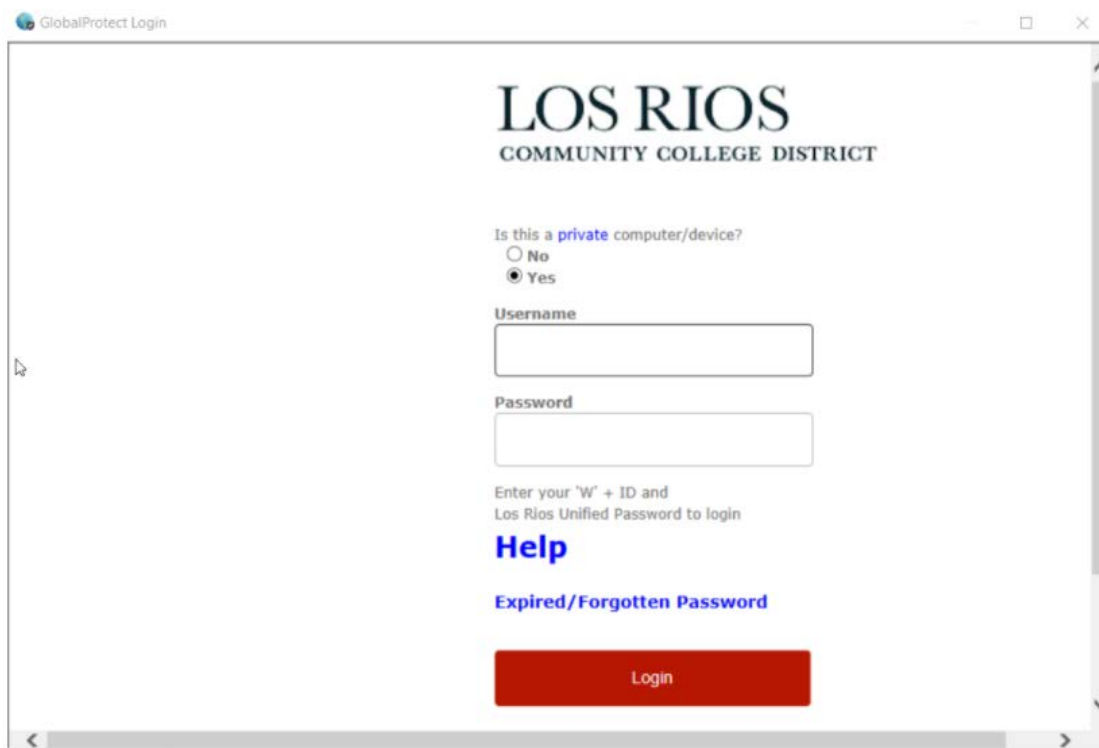 GlobalProtect Login
LOS RIOS
COMMUNITY COLLEGE DISTRICT
Is this a private computer/device?
No
Yes
Username
Password
Enter your 'W' + ID and
Los Rios Unified Password to login
Help
Expired/Forgotten Password
Login